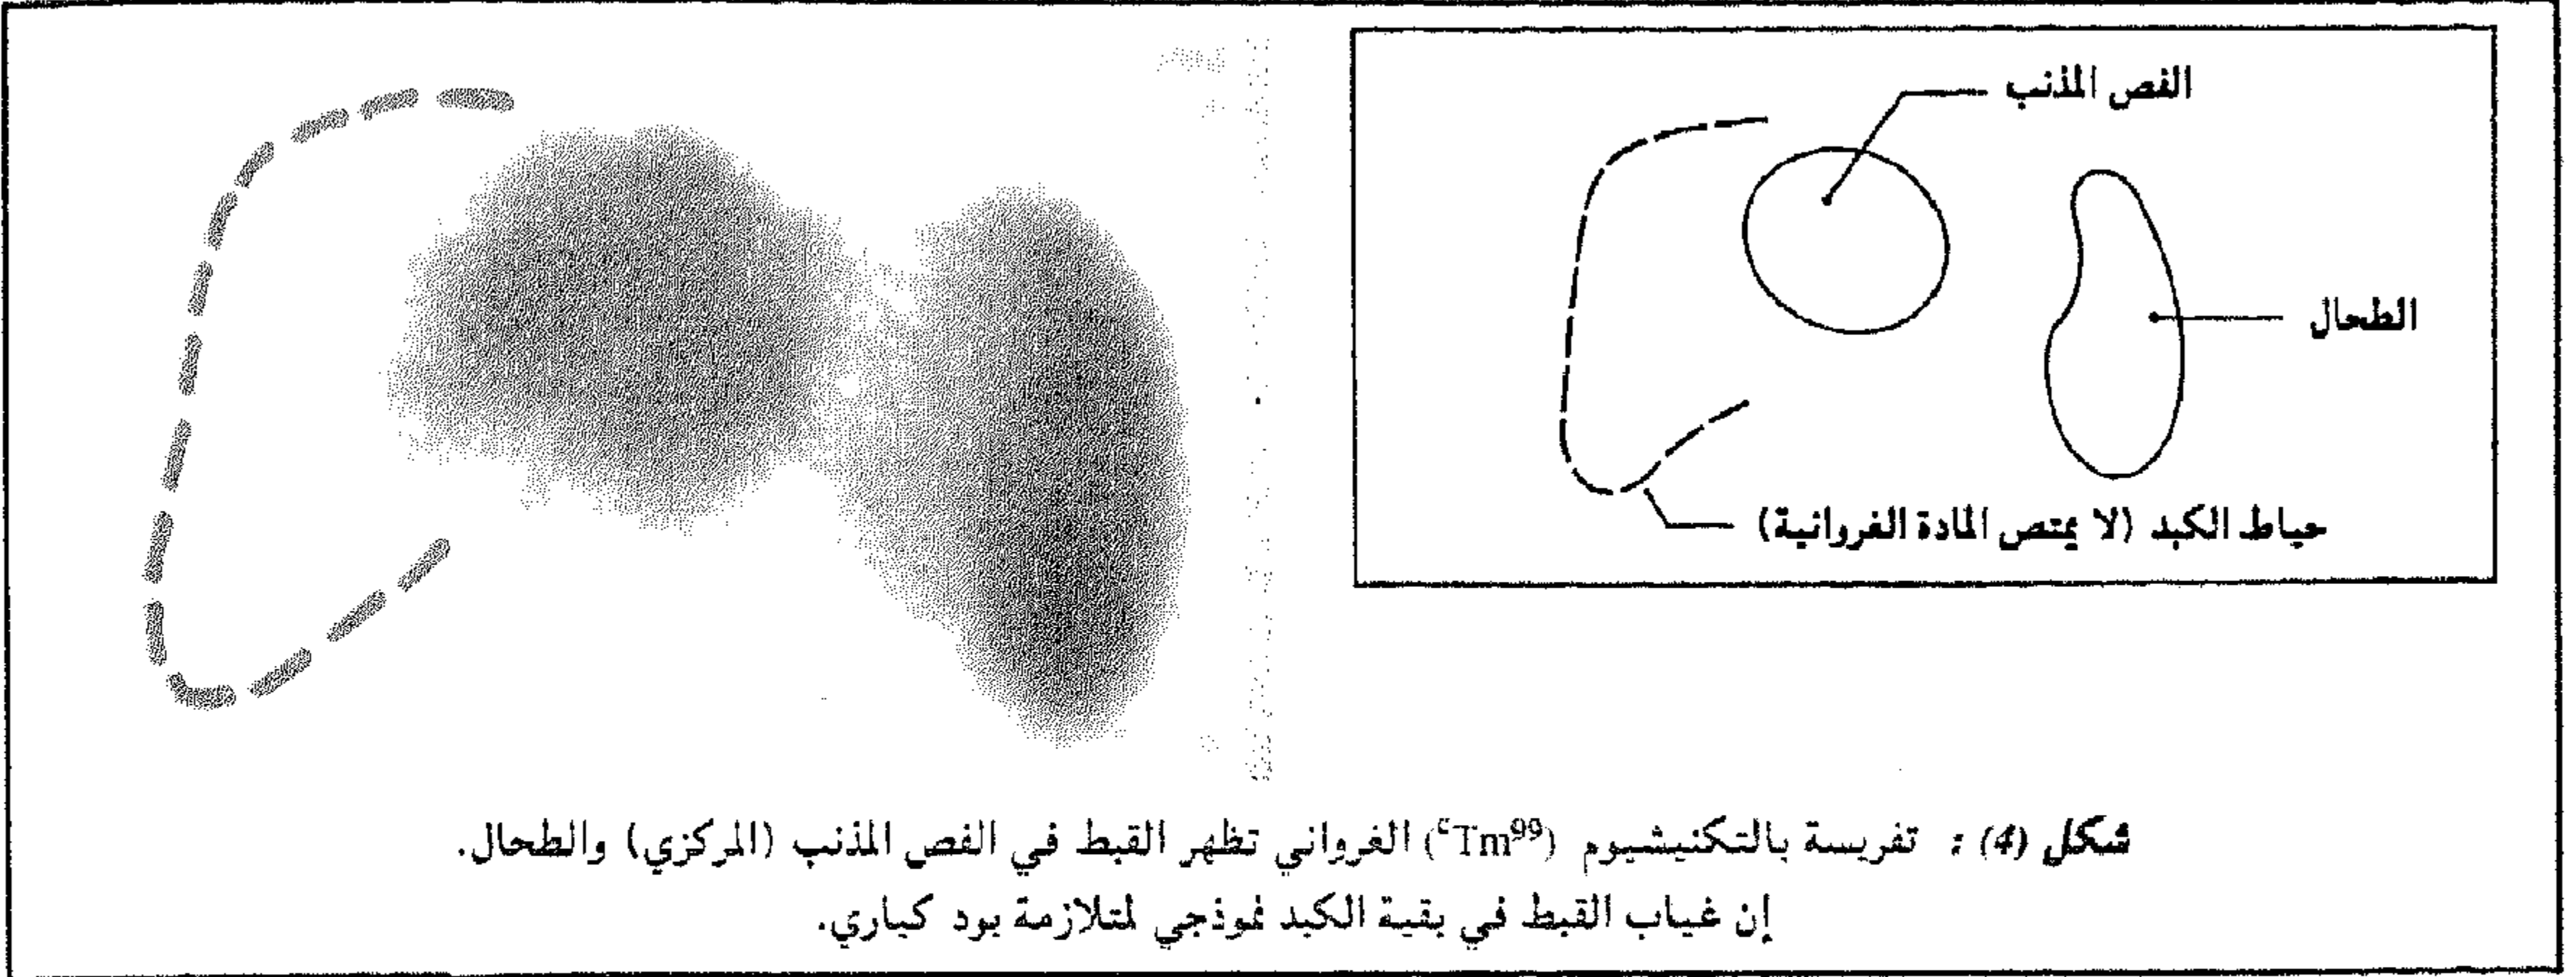 الفص المذنب
الطحال
حياط الكبد (لا يمتص المادة الغروانية)
شكل (4) : تفريسة بالتكنيشيوم (cTm99) الغرواني تظهر القبط في الفص المذنب (المركزي) والطحال.
إن غياب القبط في بقية الكبد نموذجي لمتلازمة بود كياري.